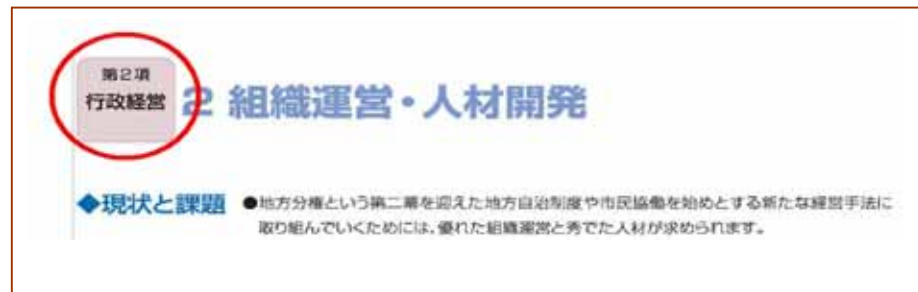 第2項
行政経営
2 組織運営・人材開発
◆現状と課題
●地方分権という第二幕を迎えた地方自治制度や市民協働を始めとする新たな経営手法に
取り組んでいくためには、優れた組織運営と秀でた人材が求められます。